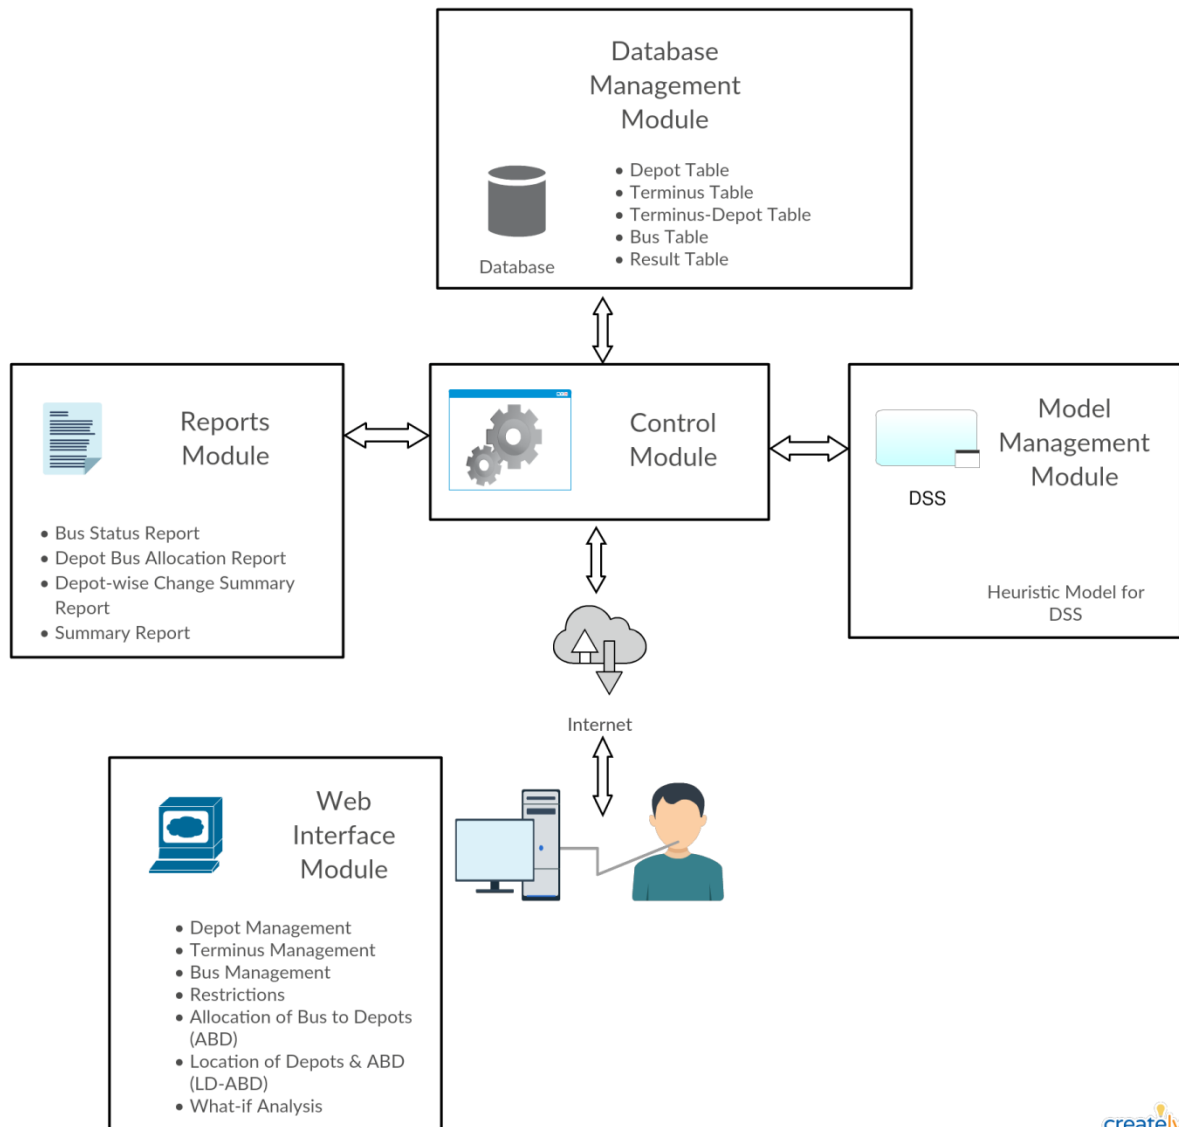 Database
Management
Module
• Depot Table
• Terminus Table
• Terminus-Depot Table
• Bus Table
• Result Table
Database
Reports
Module
• Bus Status Report
• Depot Bus Allocation Report
• Depot-wise Change Summary
Report
• Summary Report
Control
Module
Model
Management
Module
DSS
Heuristic Model for
DSS
Internet
Web
Interface
Module
• Depot Management
• Terminus Management
• Bus Management
• Restrictions
• Allocation of Bus to Depots
(ABD)
• Location of Depots & ABD
(LD-ABD)
• What-if Analysis
creately